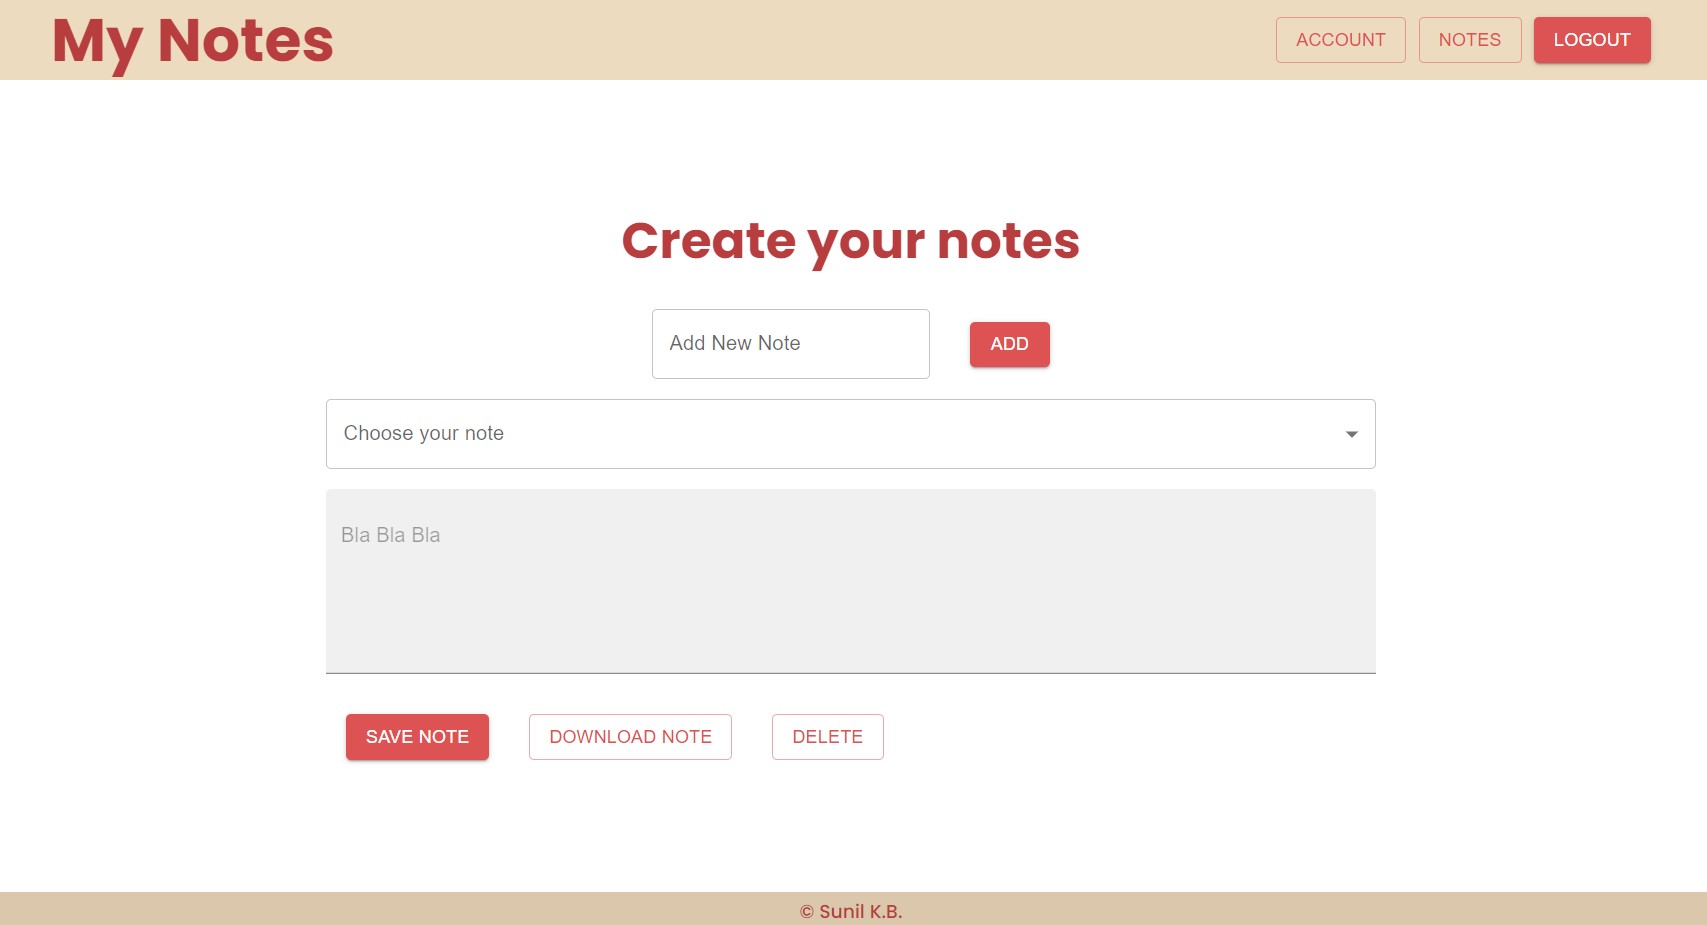 My Notes
ACCOUNT NOTES LOGOUT
Create your notes
Add New Note ADD
Choose your note
Bla Bla Bla
SAVE NOTE DOWNLOAD NOTE DELETE
© Sunil K.B.